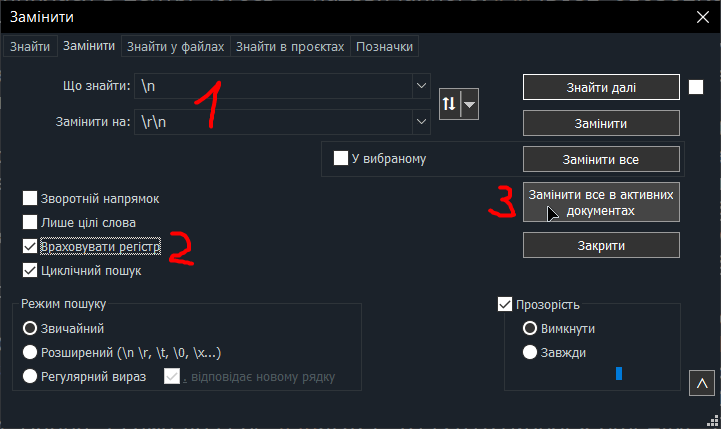 Замінити
Знайти
Замінити
Знайти у файлах
Знайти в проєктах
Позначки
Що знайти: \n
Замінити на: \r\n
1
Знайти далі
Замінити
У вибраному
Замінити все
Замінити все в активних
документах
3
Закрити
Зворотній напрямок
Лише цілі слова
Враховувати регістр
2
Циклічний пошук
Режим пошуку
Звичайний
Розширений (\n \r, \t, \0, \x...)
Регулярний вираз
. відповідає новому рядку
Прозорість
Вимкнути
Завжди